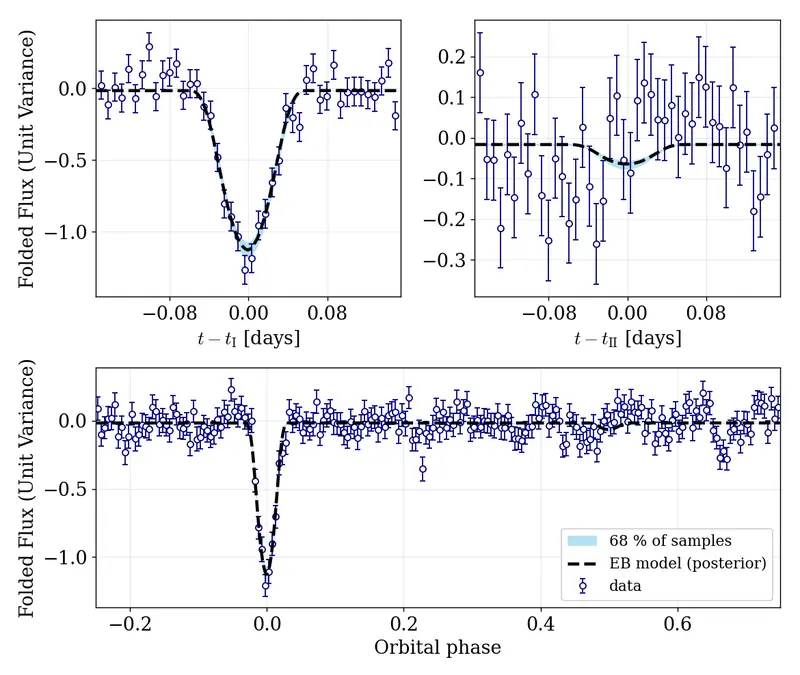 Folded Flux (Unit Variance)
0.0
−0.5
−1.0
−0.08
0.00
0.08
t − tI [days]
0.2
0.1
0.0
−0.1
−0.2
−0.3
−0.08
0.00
0.08
t − tII [days]
Folded Flux (Unit Variance)
0.0
−0.5
−1.0
68 % of samples
EB model (posterior)
data
−0.2
0.0
0.2
0.4
0.6
Orbital phase